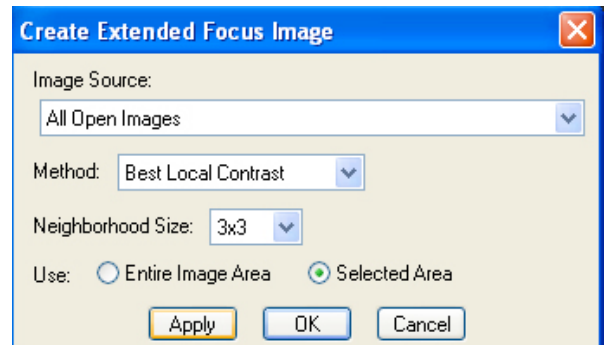 Create Extended Focus Image
Image Source:
All Open Images
Method: Best Local Contrast
Neighborhood Size: 3x3
Use: Entire Image Area Selected Area
Apply OK Cancel